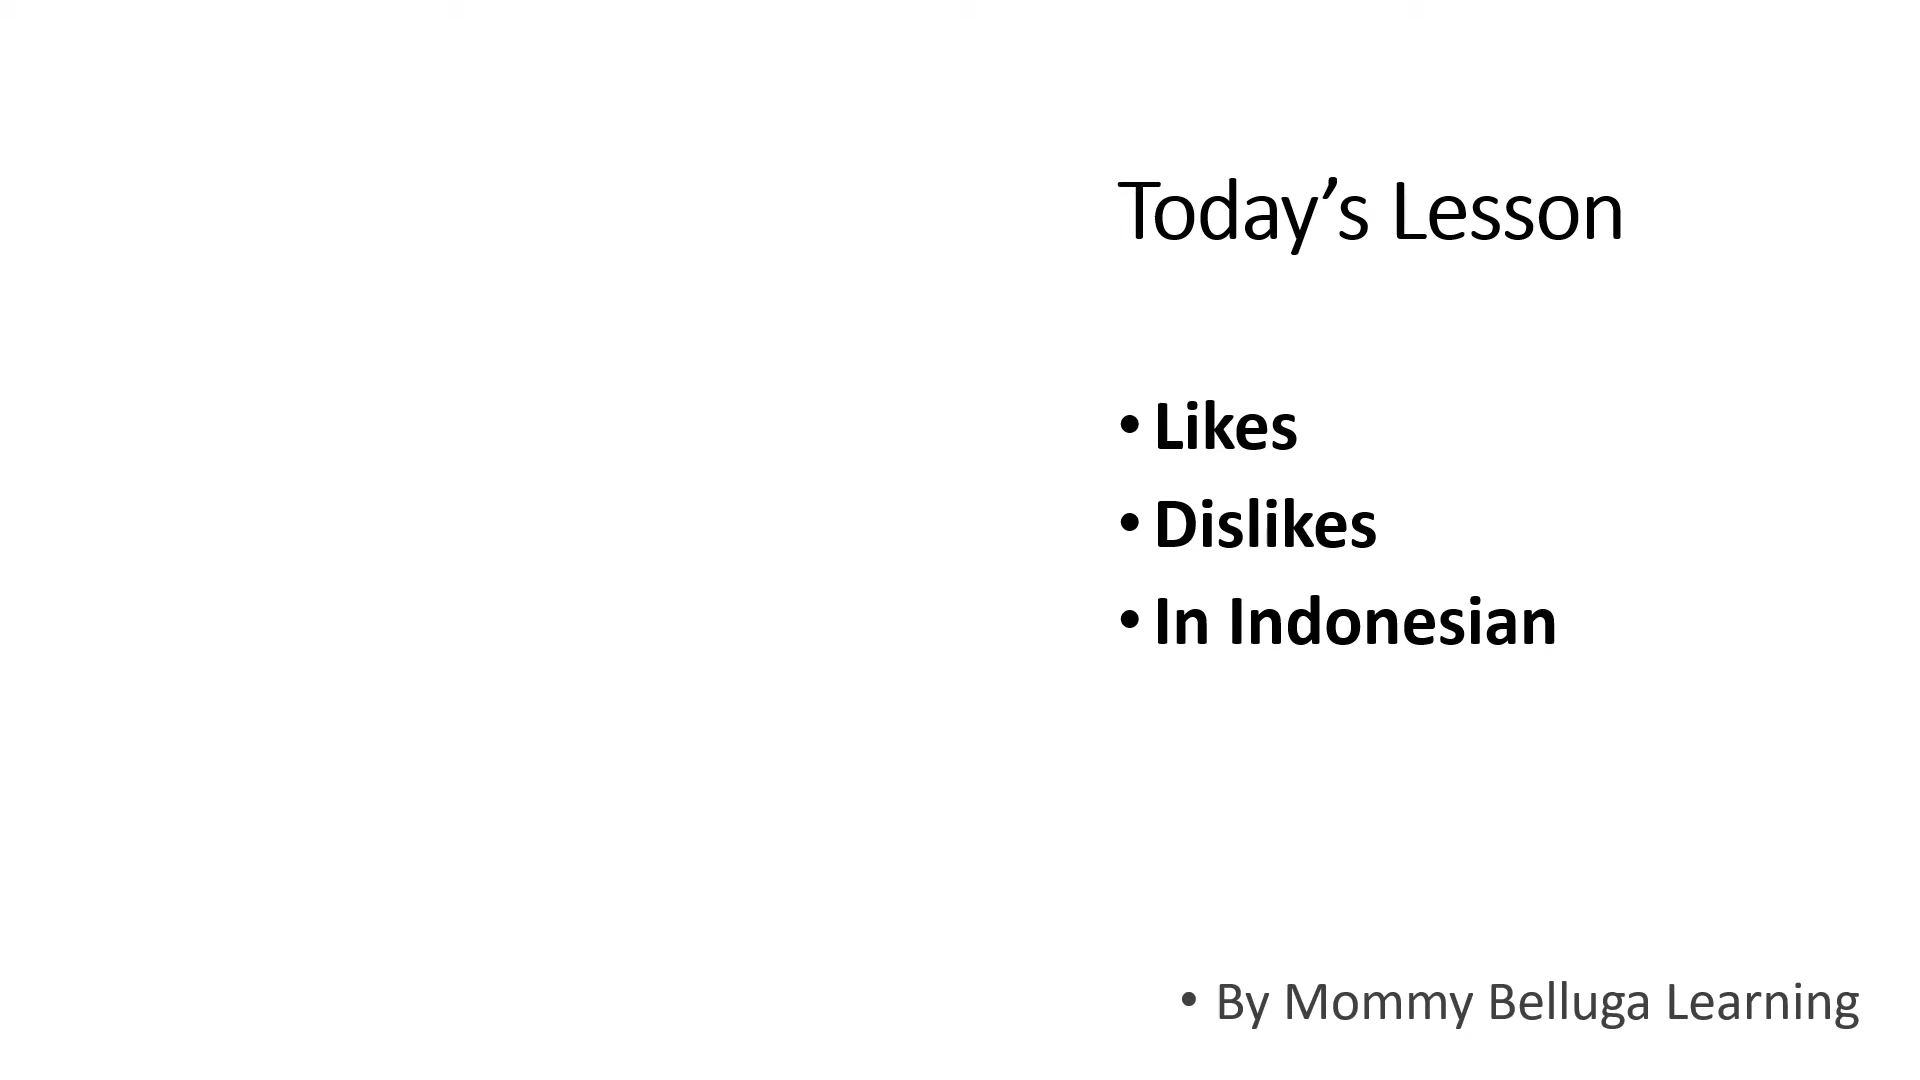 Today’s Lesson
• Likes
• Dislikes
• In Indonesian
• By Mommy Belluga Learning